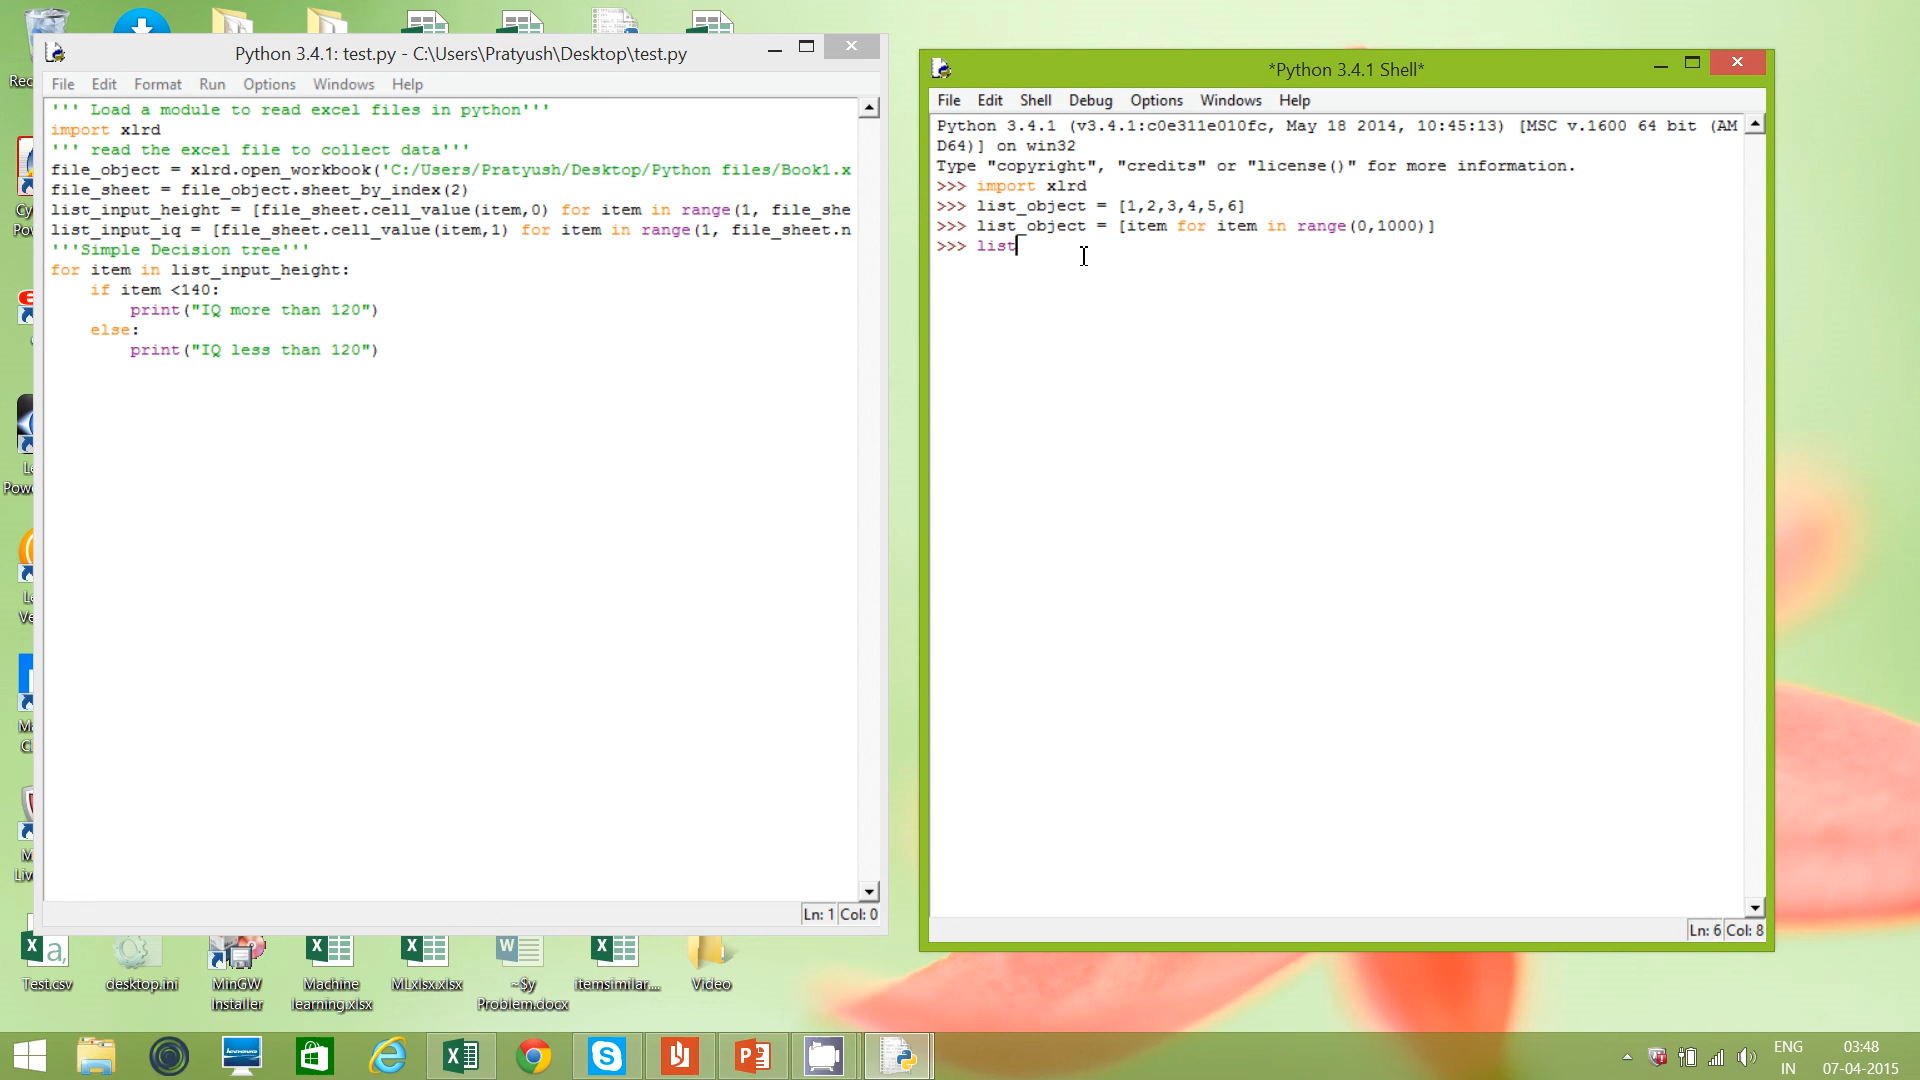 Python 3.4.1: test.py - C:\Users\Pratyush\Desktop\test.py
File Edit Format Run Options Windows Help
''' Load a module to read excel files in python'''
import xlrd
''' read the excel file to collect data'''
file_object = xlrd.open_workbook('C:/Users/Pratyush/Desktop/Python files/Book1.x
file_sheet = file_object.sheet_by_index(2)
list_input_height = [file_sheet.cell_value(item,0) for item in range(1, file_she
list_input_iq = [file_sheet.cell_value(item,1) for item in range(1, file_sheet.n
'''Simple Decision tree'''
for item in list_input_height:
    if item <140:
        print("IQ more than 120")
    else:
        print("IQ less than 120")
Ln: 1 Col: 0
*Python 3.4.1 Shell*
File Edit Shell Debug Options Windows Help
Python 3.4.1 (v3.4.1:c0e311e010fc, May 18 2014, 10:45:13) [MSC v.1600 64 bit (AM
D64)] on win32
Type "copyright", "credits" or "license()" for more information.
>>> import xlrd
>>> list_object = [1,2,3,4,5,6]
>>> list_object = [item for item in range(0,1000)]
>>> list
Ln: 6 Col: 8
Test.csv
desktop.ini
MinGW
Installer
Machine
learning.xlsx
MLxlsx.xlsx
~$y
Problem.docx
itemsimilar....
Video
ENG
IN
03:48
07-04-2015